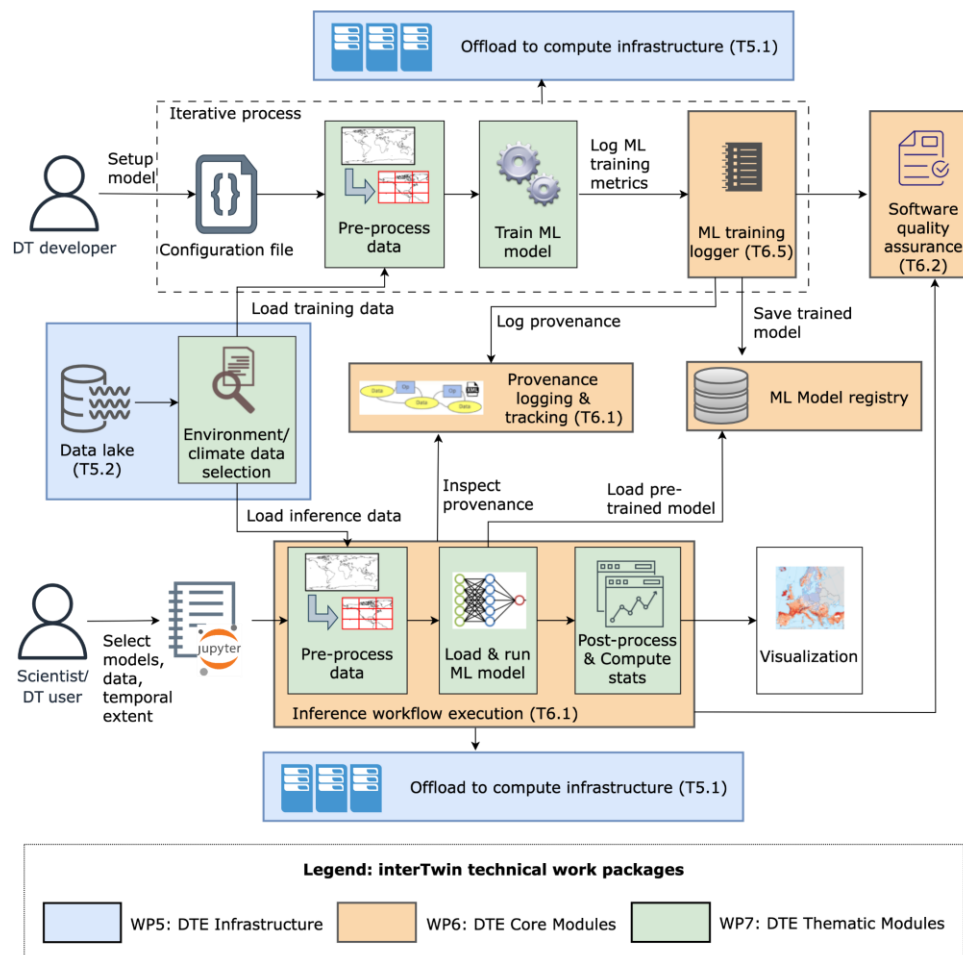 Offload to compute infrastructure (T5.1)
Iterative process
Setup
model
DT developer
Configuration file
Pre-process
data
Train ML
model
Log ML
training
metrics
ML training
logger (T6.5)
Software
quality
assurance
(T6.2)
Load training data
Log provenance
Save trained
model
Data lake
(T5.2)
Environment/
climate data
selection
Data
Op
Data
Op
Data
Provenance
logging &
tracking (T6.1)
ML Model registry
Inspect
provenance
Load pre-
trained model
Load inference data
Scientist/
DT user
Select
models,
data,
temporal
extent
jupyter
Pre-process
data
Load & run
ML model
Post-process
& Compute
stats
Visualization
Inference workflow execution (T6.1)
Offload to compute infrastructure (T5.1)
Legend: interTwin technical work packages
WP5: DTE Infrastructure
WP6: DTE Core Modules
WP7: DTE Thematic Modules